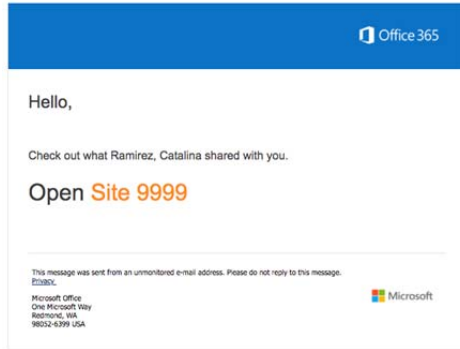 Office 365
Hello,
Check out what Ramirez, Catalina shared with you.
Open Site 9999
This message was sent from an unmonitored e-mail address. Please do not reply to this message.
Privacy
Microsoft Office
One Microsoft Way
Redmond, WA
98052-6399 USA
Microsoft